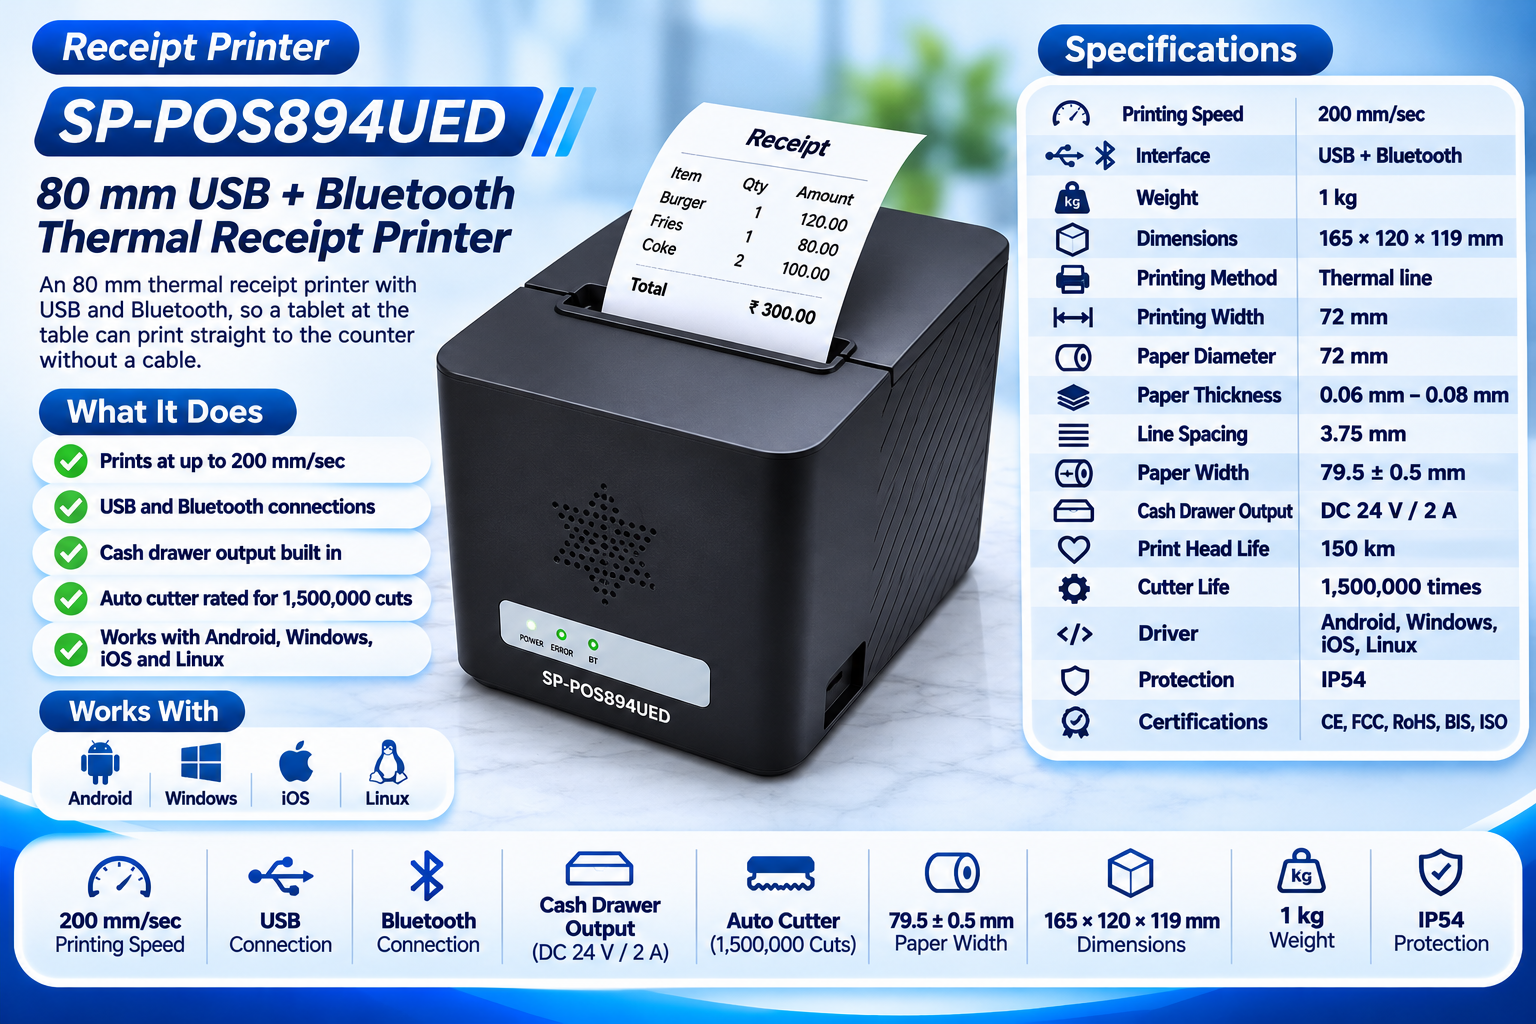 Receipt Printer
SP-POS894UED
80 mm USB + Bluetooth
Thermal Receipt Printer
An 80 mm thermal receipt printer with
USB and Bluetooth, so a tablet at the
table can print straight to the counter
without a cable.
What It Does
Prints at up to 200 mm/sec
USB and Bluetooth connections
Cash drawer output built in
Auto cutter rated for 1,500,000 cuts
Works with Android, Windows,
iOS and Linux
Works With
Android Windows iOS Linux
Receipt
Item Qty Amount
Burger 1 120.00
Fries 1 80.00
Coke 2 100.00
Total ₹ 300.00
POWER ERROR BT
SP-POS894UED
Specifications
Printing Speed 200 mm/sec
Interface USB + Bluetooth
kg Weight 1 kg
Dimensions 165 × 120 × 119 mm
Printing Method Thermal line
Printing Width 72 mm
Paper Diameter 72 mm
Paper Thickness 0.06 mm – 0.08 mm
Line Spacing 3.75 mm
Paper Width 79.5 ± 0.5 mm
Cash Drawer Output DC 24 V / 2 A
Print Head Life 150 km
Cutter Life 1,500,000 times
</> Driver Android, Windows,
iOS, Linux
Protection IP54
Certifications CE, FCC, RoHS, BIS, ISO
200 mm/sec
Printing Speed
USB
Connection
Bluetooth
Connection
Cash Drawer
Output
(DC 24 V / 2 A)
Auto Cutter
(1,500,000 Cuts)
79.5 ± 0.5 mm
Paper Width
165 × 120 × 119 mm
Dimensions
kg
1 kg
Weight
IP54
Protection